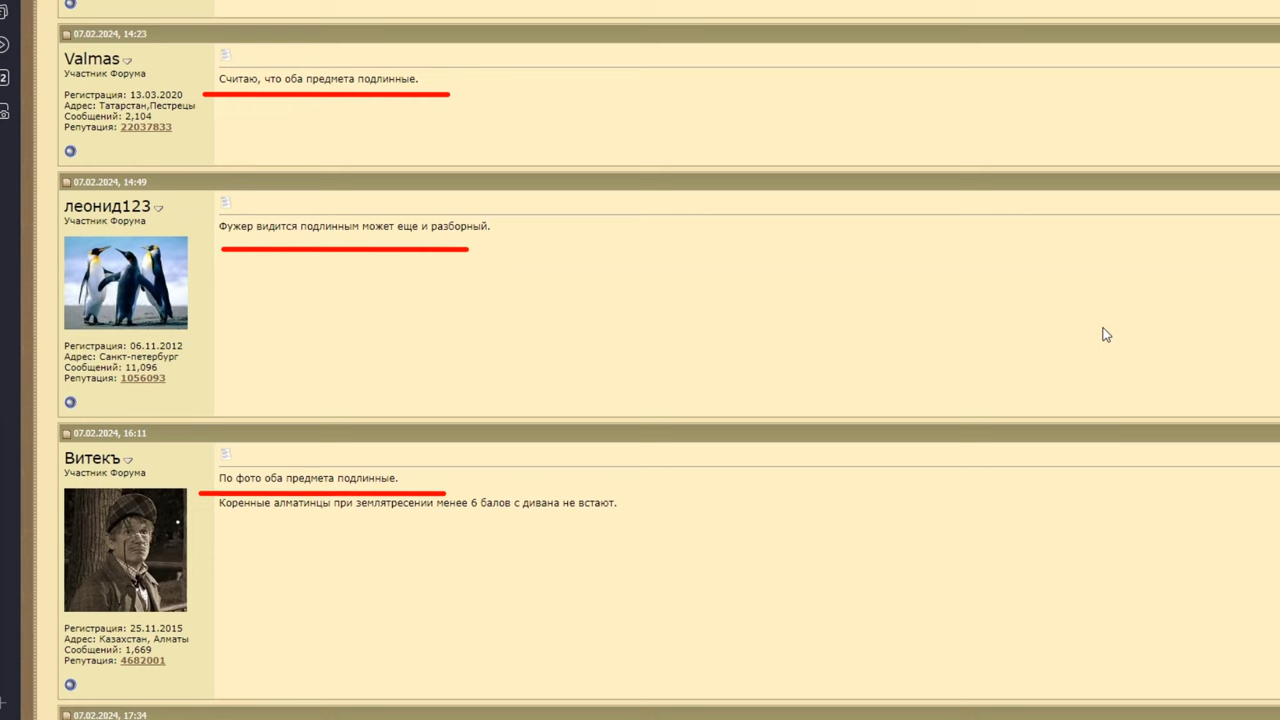 07.02.2024, 14:23
Valmas
Участник Форума
Регистрация: 13.03.2020
Адрес: Татарстан,Пестрецы
Сообщений: 2,104
Репутация: 22037833
Считаю, что оба предмета подлинные.
07.02.2024, 14:49
леонид123
Участник Форума
Регистрация: 06.11.2012
Адрес: Санкт-петербург
Сообщений: 11,096
Репутация: 1056093
Фужер видится подлинным может еще и разборный.
07.02.2024, 16:11
Витекъ
Участник Форума
Регистрация: 25.11.2015
Адрес: Казахстан, Алматы
Сообщений: 1,669
Репутация: 4682001
По фото оба предмета подлинные.
Коренные алматинцы при землятресении менее 6 балов с дивана не встают.
07.02.2024, 17:34